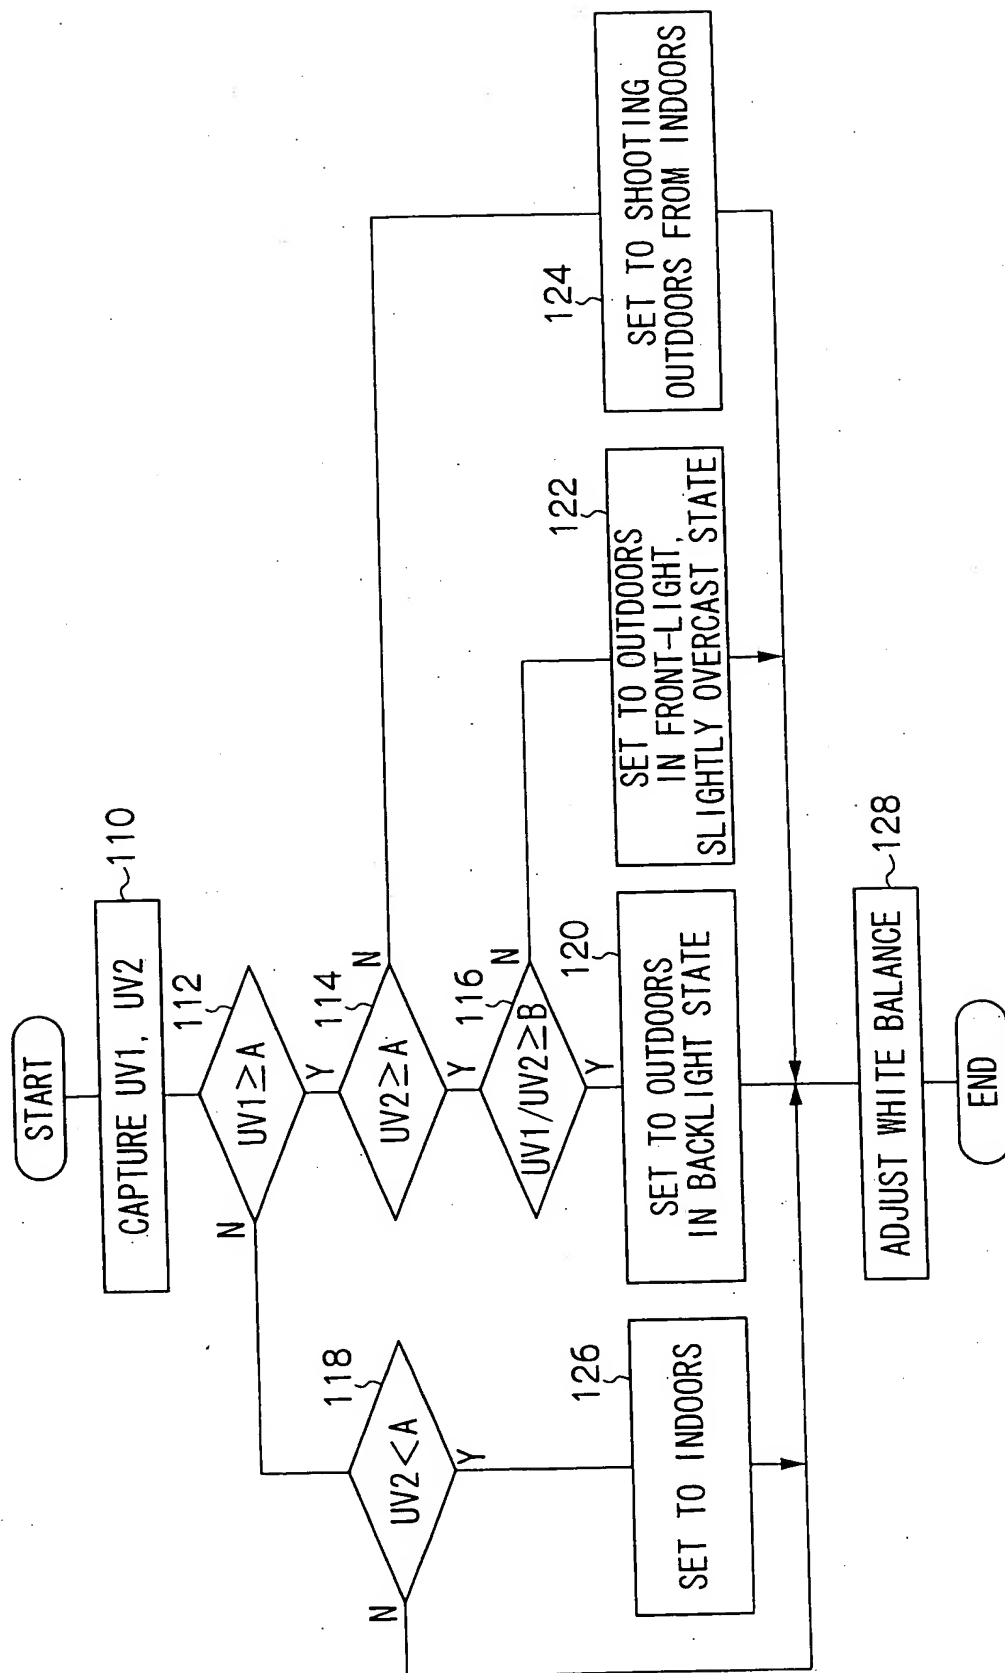 START
CAPTURE UV1, UV2
110
112
UV1≥A
N
Y
114
UV2≥A
N
Y
116
UV1/UV2≥B
N
Y
118
UV2<A
N
Y
126
SET TO INDOORS
120
SET TO OUTDOORS
IN BACKLIGHT STATE
122
SET TO OUTDOORS
IN FRONT-LIGHT,
SLIGHTLY OVERCAST STATE
124
SET TO SHOOTING
OUTDOORS FROM INDOORS
128
ADJUST WHITE BALANCE
END